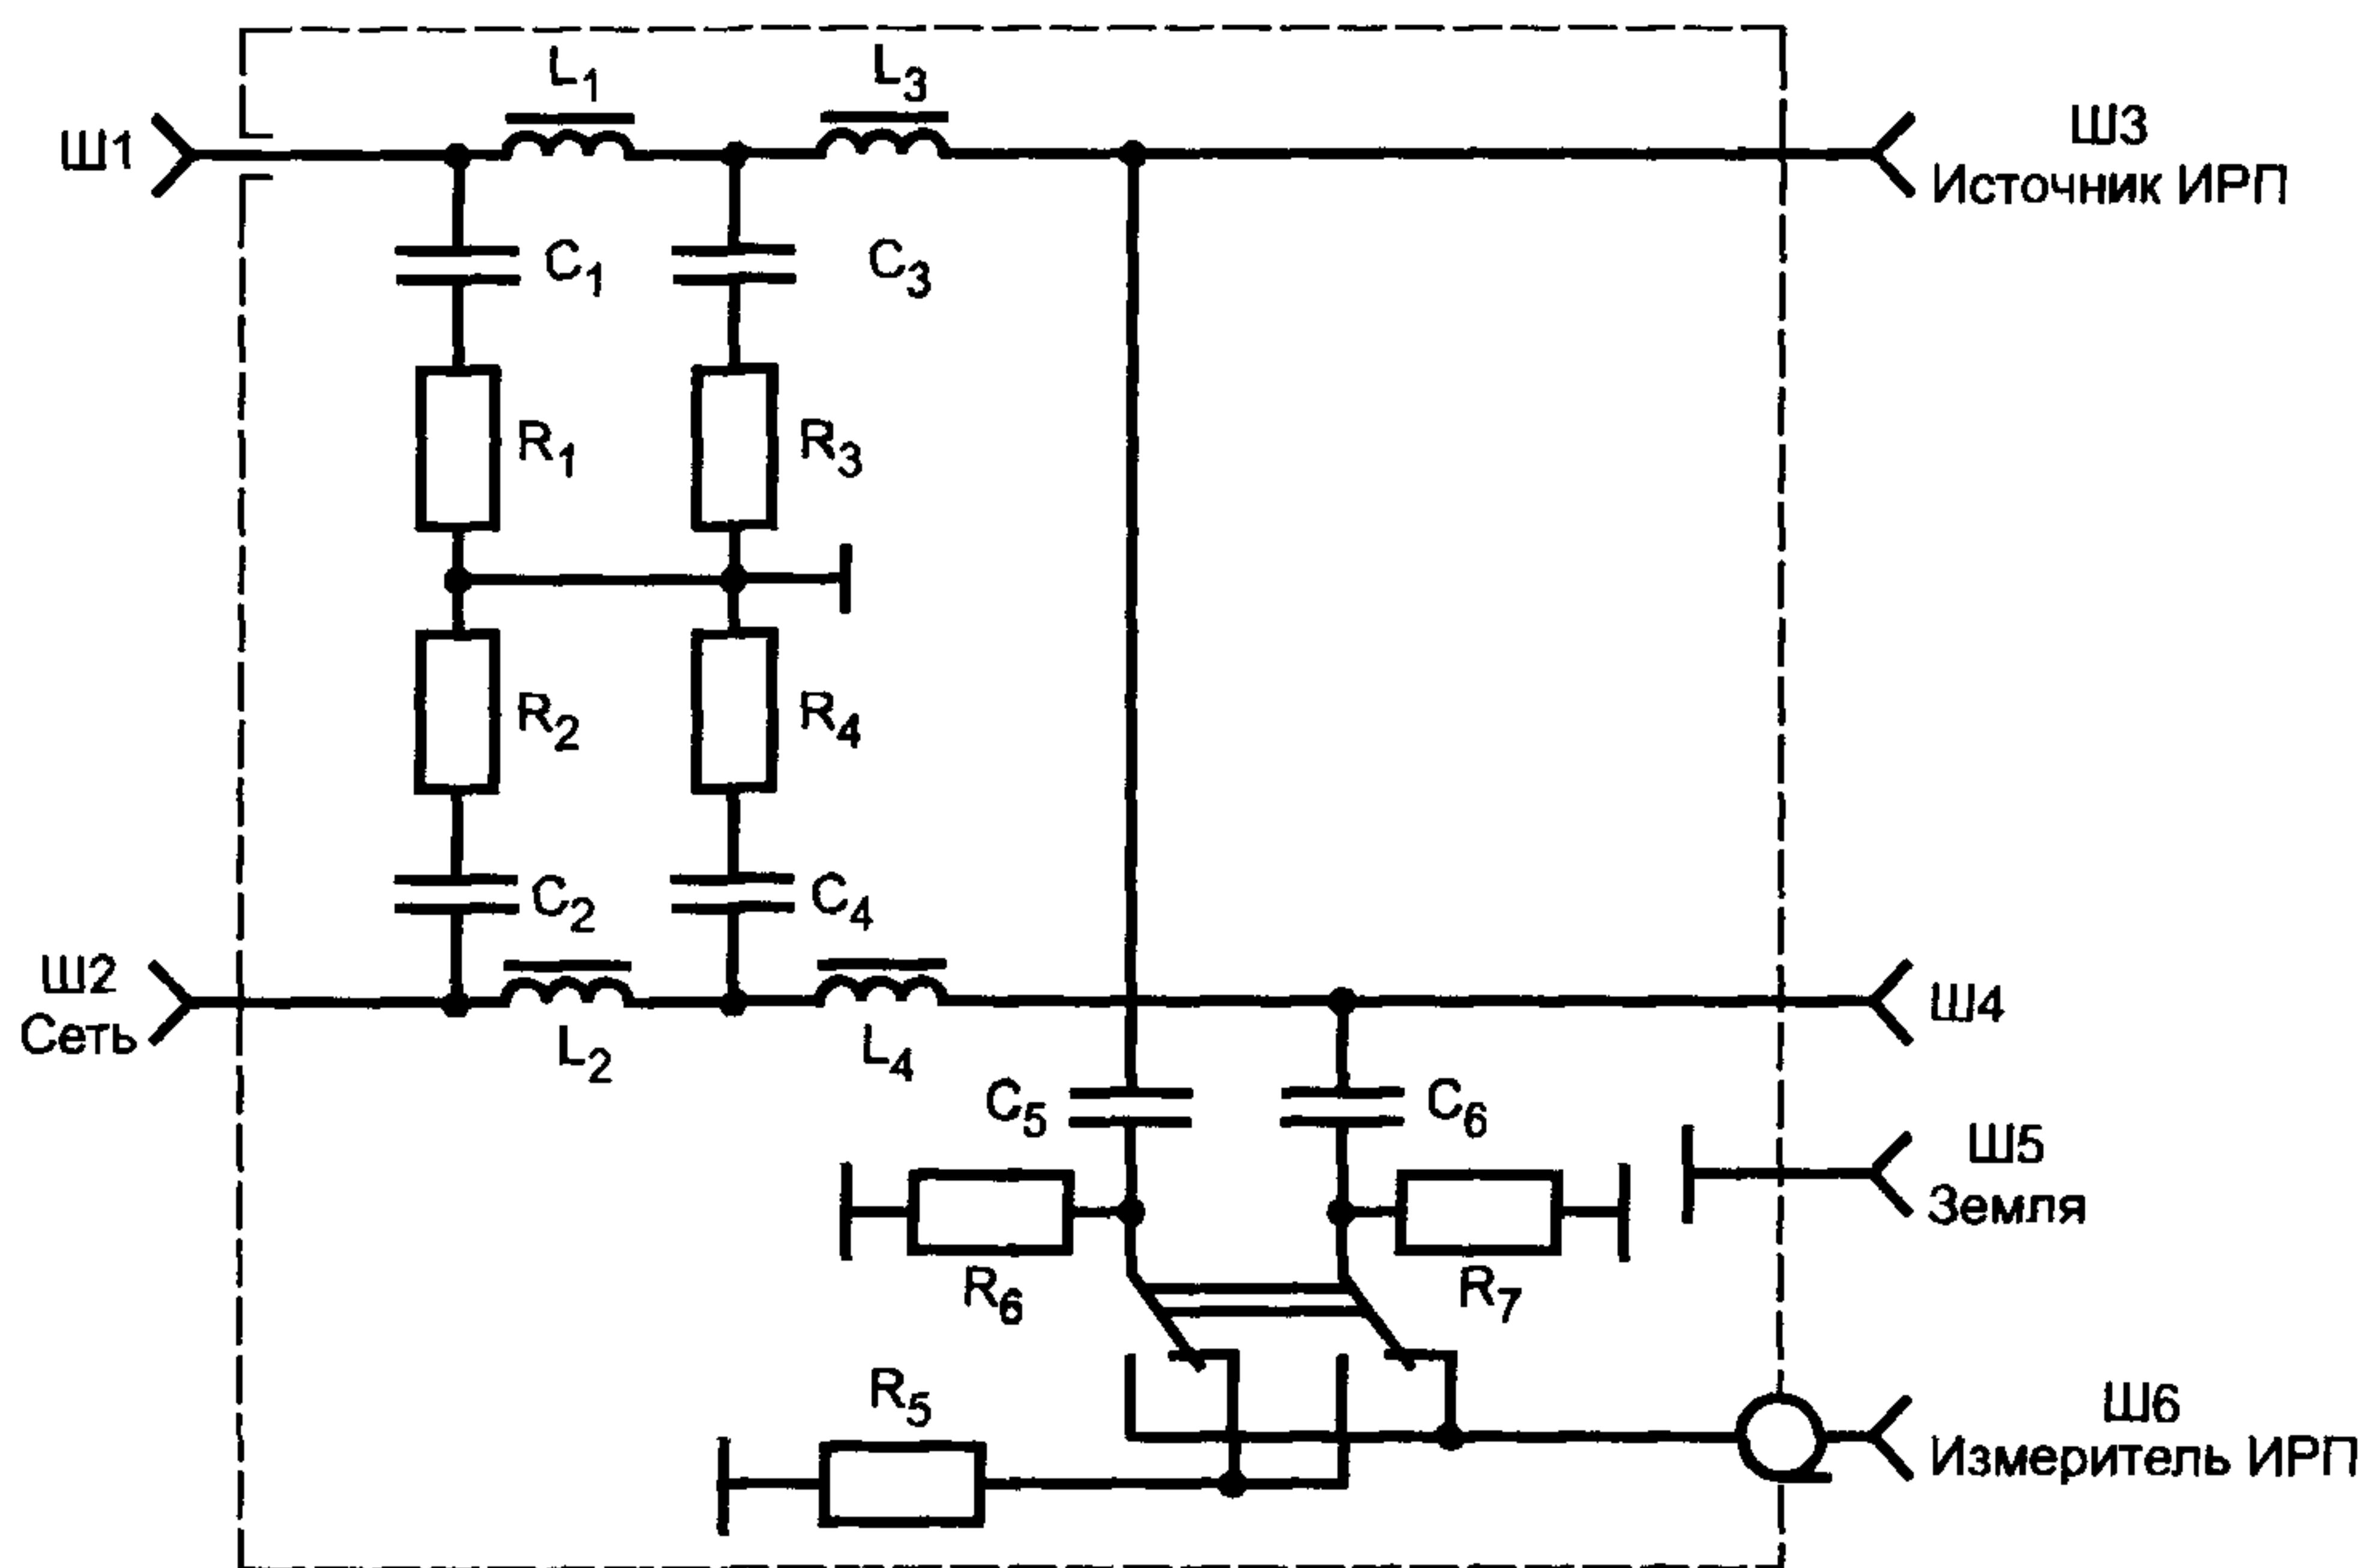 L1
L3
Ш1
Ш3
Источник ИРП
C1
C3
R1
R3
R2
R4
C2
C4
Ш2
Сеть
L2
L4
Ш4
C5
C6
Ш5
Земля
R6
R7
R5
Ш6
Измеритель ИРП